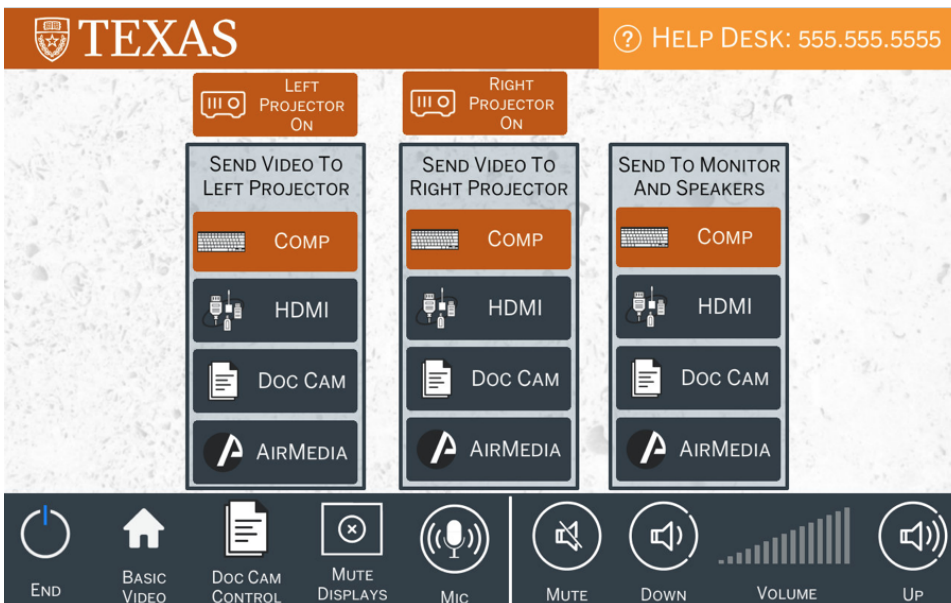 TEXAS
HELP DESK: 555.555.5555
LEFT
PROJECTOR
ON
RIGHT
PROJECTOR
ON
SEND VIDEO TO
LEFT PROJECTOR
COMP
HDMI
DOC CAM
AIRMEDIA
SEND VIDEO TO
RIGHT PROJECTOR
COMP
HDMI
DOC CAM
AIRMEDIA
SEND TO MONITOR
AND SPEAKERS
COMP
HDMI
DOC CAM
AIRMEDIA
END
BASIC
VIDEO
DOC CAM
CONTROL
MUTE
DISPLAYS
MIC
MUTE
DOWN
VOLUME
UP